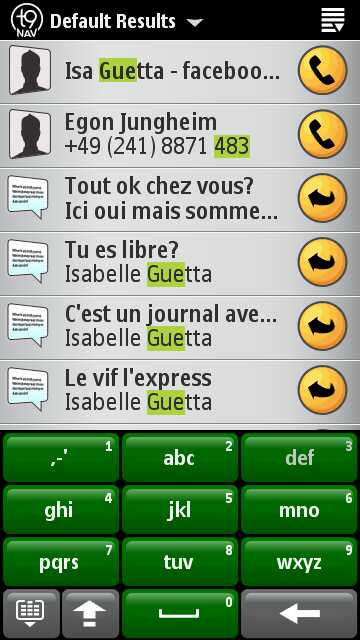 t9 NAV Default Results
Isa Guetta - faceboo...
Egon Jungheim
+49 (241) 8871 483
Tout ok chez vous?
Ici oui mais somme...
Tu es libre?
Isabelle Guetta
C'est un journal ave...
Isabelle Guetta
Le vif l'express
Isabelle Guetta
,-' 1 abc 2 def 3
ghi 4 jkl 5 mno 6
pqrs 7 tuv 8 wxyz 9
0